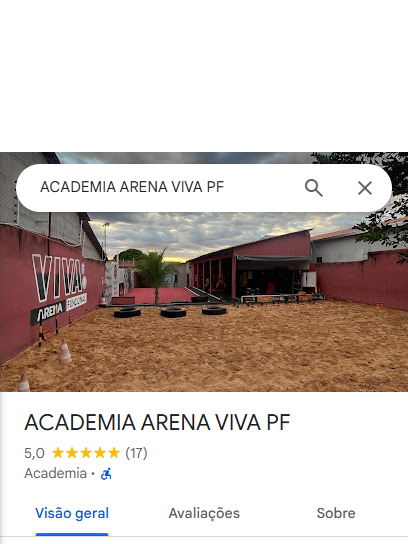 ACADEMIA ARENA VIVA PF
VIVA
ARENA FUNCIONAL
ACADEMIA ARENA VIVA PF
5,0 ★★★★★ (17)
Academia ·
Visão geral
Avaliações
Sobre